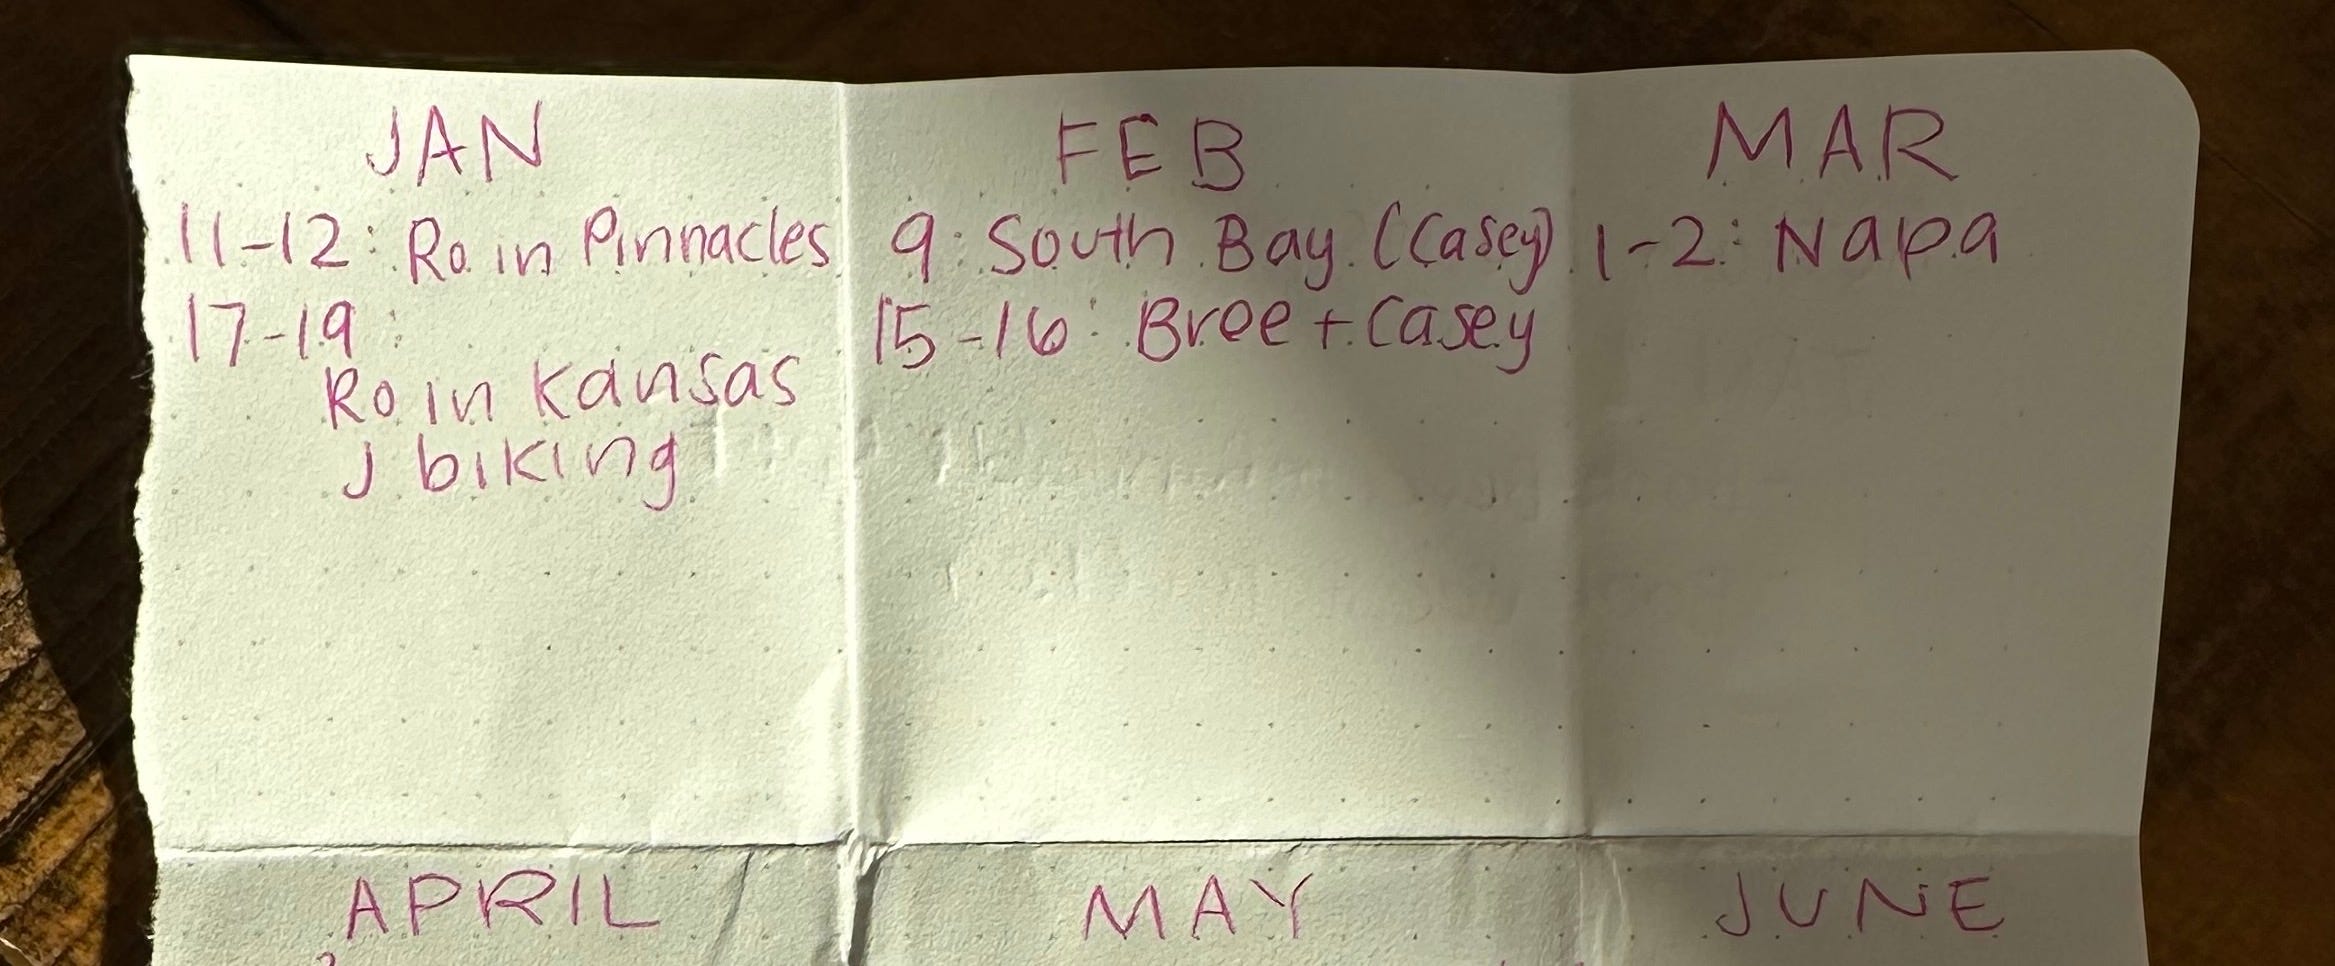 JAN
11-12: Ro in Pinnacles
17-19:
Ro in Kansas
J biking
FEB
9: South Bay (Casey)
15-16: Bree + Casey
MAR
1-2: Napa
APRIL
MAY
JUNE